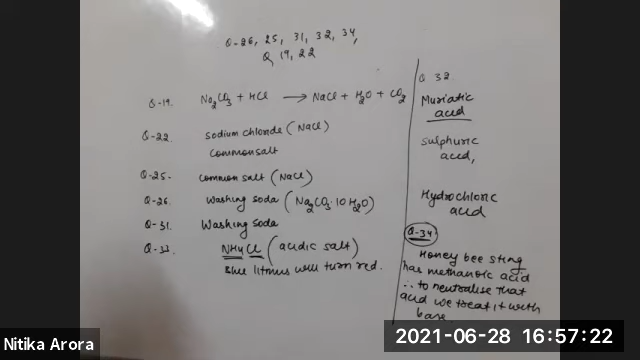 Q-26, 25, 31, 32, 34,
Q, 19, 22
Q-19. Na2CO3 + HCl → NaCl + H2O + CO2
Q-22. sodium chloride (NaCl)
common salt
Q-25- common salt (NaCl)
Q-26. Washing soda (Na2CO3·10H2O)
Q-31. Washing soda
Q-33. NH4Cl (acidic salt)
Blue litmus will turn red.
Q 32.
Muriatic
acid
sulphuric
acid,
Hydrochloric
acid
Q-34.
Honey bee sting
has methanoic acid
∴ to neutralise that
acid we treat it with
base
Nitika Arora
2021-06-28 16:57:22